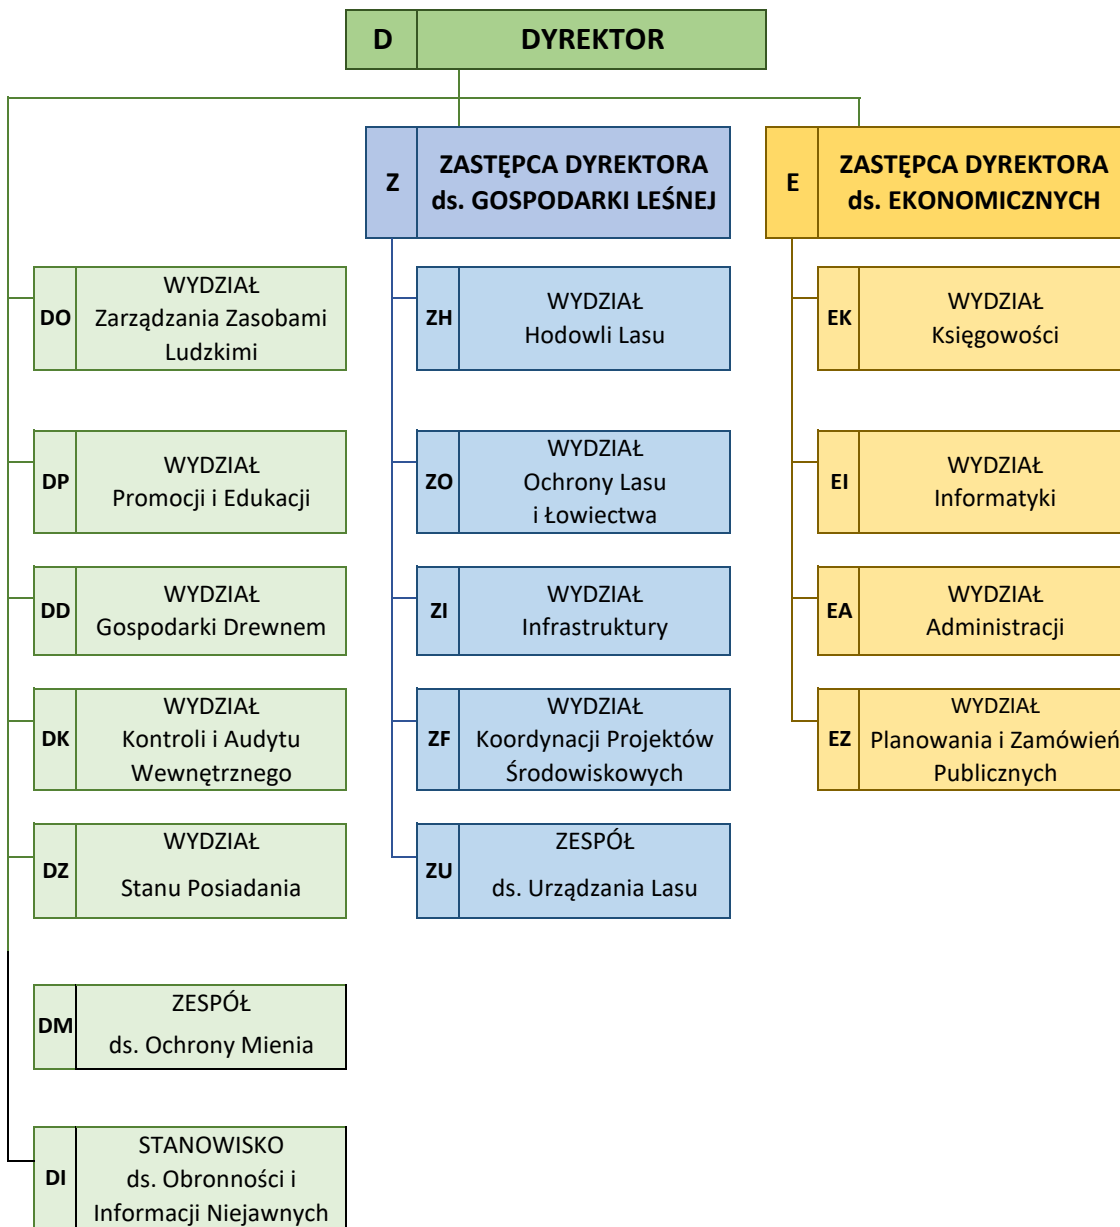 D DYREKTOR
Z ZASTĘPCA DYREKTORA
ds. GOSPODARKI LEŚNEJ
E ZASTĘPCA DYREKTORA
ds. EKONOMICZNYCH
DO WYDZIAŁ
Zarządzania Zasobami
Ludzkimi
ZH WYDZIAŁ
Hodowli Lasu
EK WYDZIAŁ
Księgowości
DP WYDZIAŁ
Promocji i Edukacji
ZO WYDZIAŁ
Ochrony Lasu
i Łowiectwa
EI WYDZIAŁ
Informatyki
DD WYDZIAŁ
Gospodarki Drewnem
ZI WYDZIAŁ
Infrastruktury
EA WYDZIAŁ
Administracji
DK WYDZIAŁ
Kontroli i Audytu
Wewnętrznego
ZF WYDZIAŁ
Koordynacji Projektów
Środowiskowych
EZ WYDZIAŁ
Planowania i Zamówień
Publicznych
DZ WYDZIAŁ
Stanu Posiadania
ZU ZESPÓŁ
ds. Urządzania Lasu
DM ZESPÓŁ
ds. Ochrony Mienia
DI STANOWISKO
ds. Obronności i
Informacji Niejawnych